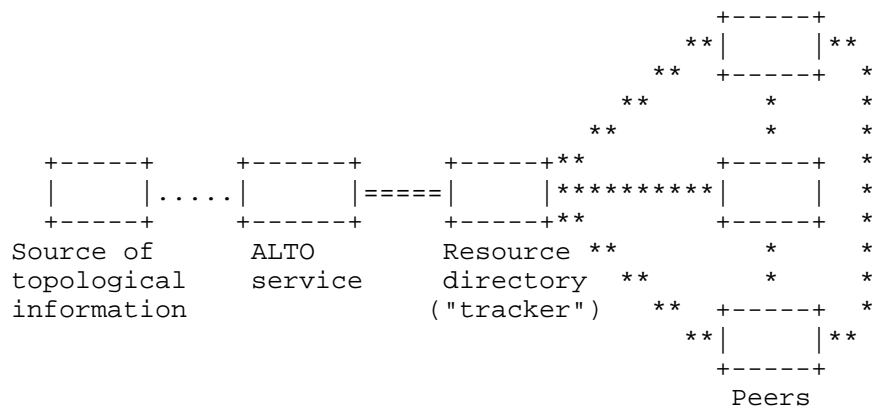 Source of ALTO Resource
topological service directory
information ("tracker")
Peers